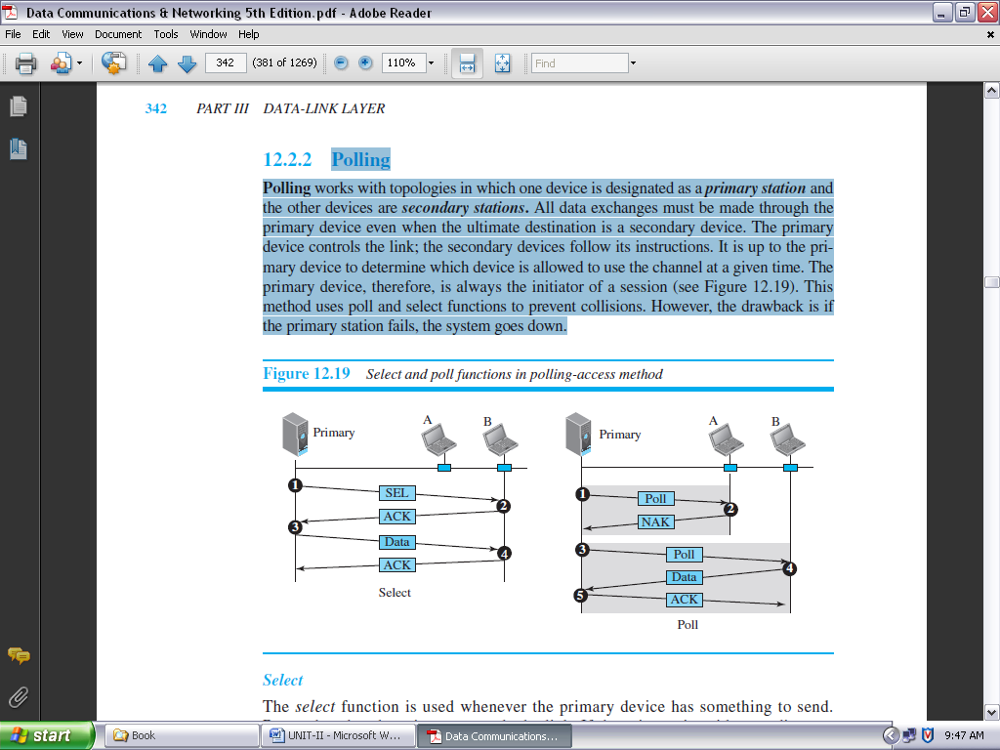 Data Communications & Networking 5th Edition.pdf - Adobe Reader
File Edit View Document Tools Window Help
342 (381 of 1269) 110% Find
342 PART III DATA-LINK LAYER
12.2.2 Polling
Polling works with topologies in which one device is designated as a primary station and
the other devices are secondary stations. All data exchanges must be made through the
primary device even when the ultimate destination is a secondary device. The primary
device controls the link; the secondary devices follow its instructions. It is up to the pri-
mary device to determine which device is allowed to use the channel at a given time. The
primary device, therefore, is always the initiator of a session (see Figure 12.19). This
method uses poll and select functions to prevent collisions. However, the drawback is if
the primary station fails, the system goes down.
Figure 12.19 Select and poll functions in polling-access method
Primary
A
B
1
SEL
2
ACK
3
Data
4
ACK
Select
Primary
A
B
1
Poll
2
NAK
3
Poll
4
Data
5
ACK
Poll
Select
The select function is used whenever the primary device has something to send.
start Book UNIT-II - Microsoft W... Data Communications... 9:47 AM